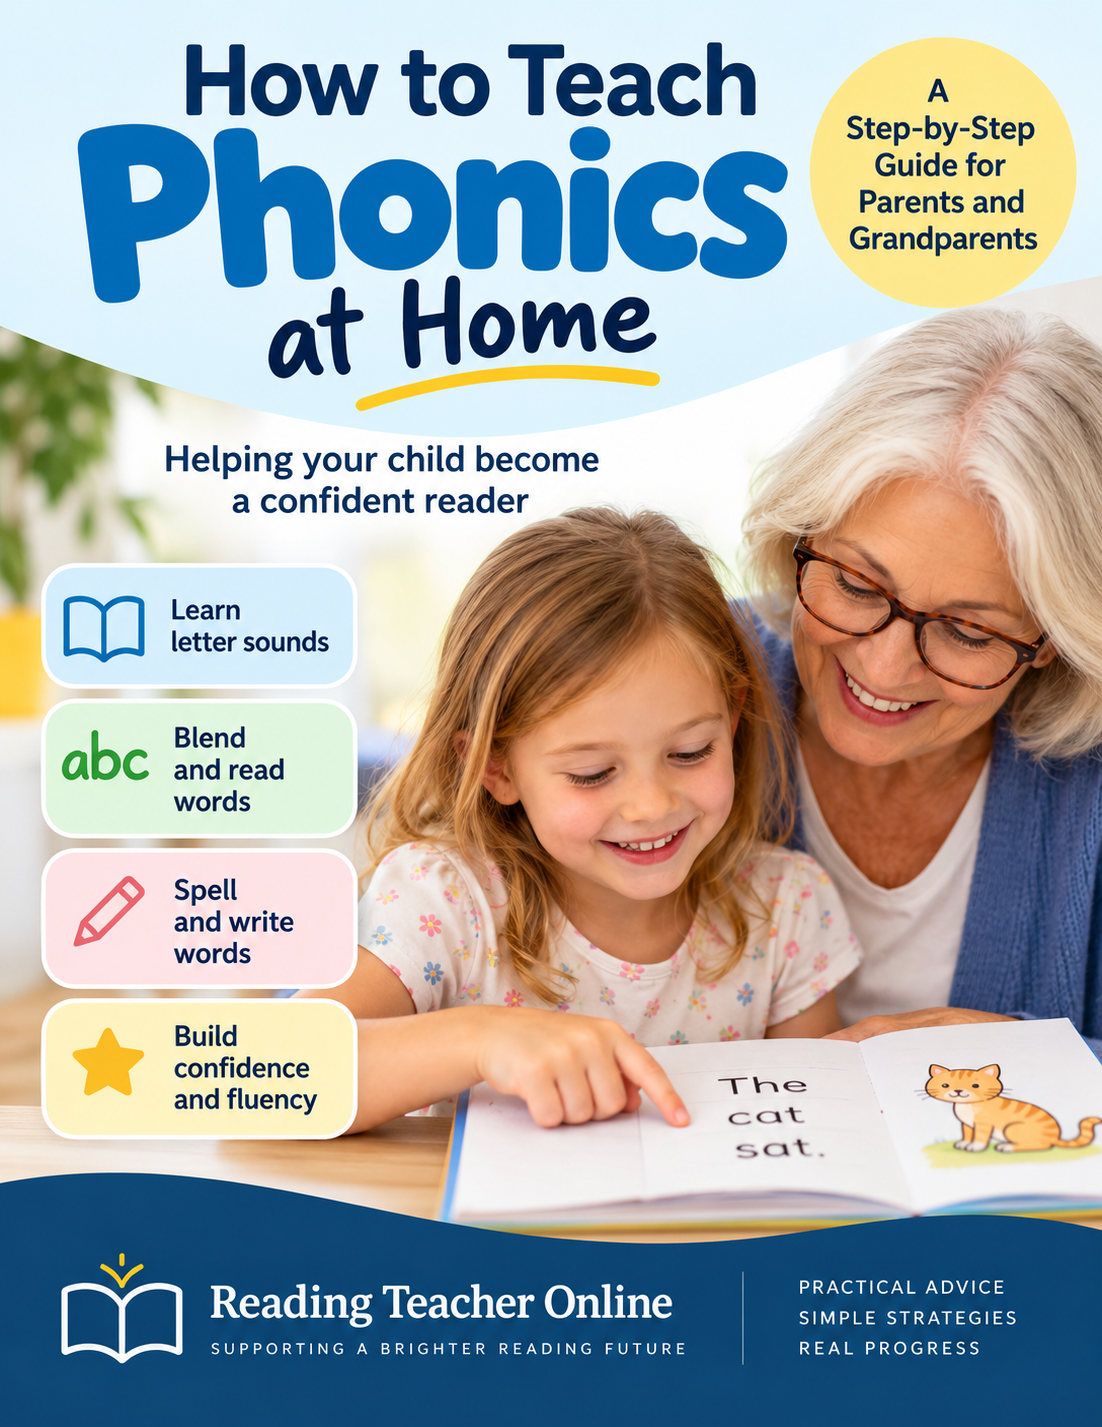 How to Teach
Phonics
at Home
A
Step-by-Step
Guide for
Parents and
Grandparents
Helping your child become
a confident reader
Learn
letter sounds
abc
Blend
and read
words
Spell
and write
words
Build
confidence
and fluency
The
cat
sat.
Reading Teacher Online
SUPPORTING A BRIGHTER READING FUTURE
PRACTICAL ADVICE
SIMPLE STRATEGIES
REAL PROGRESS